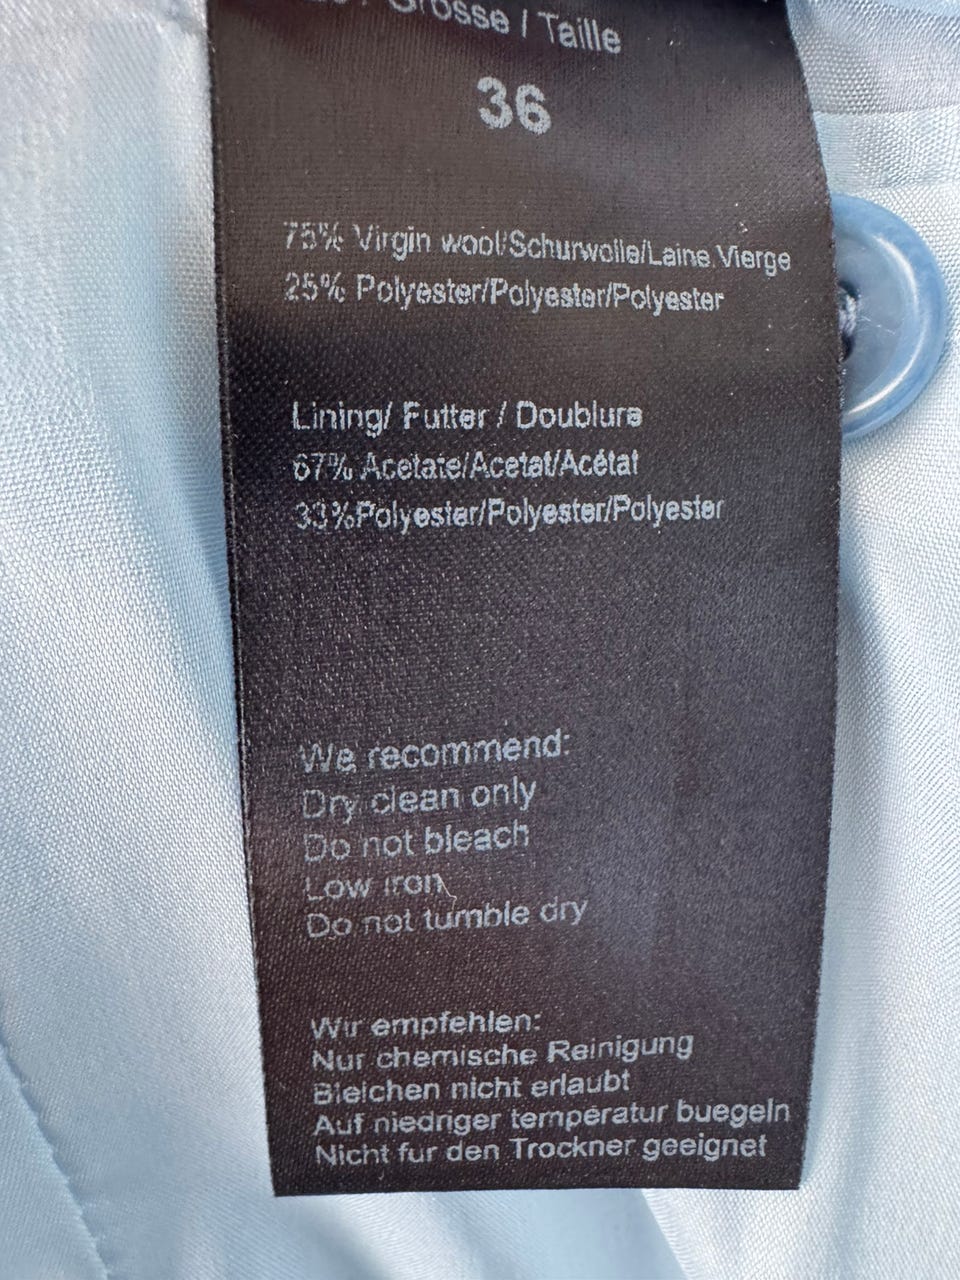 Grosse / Taille
36
75% Virgin wool/Schurwolle/Laine Vierge
25% Polyester/Polyester/Polyester
Lining/ Futter / Doublure
67% Acetate/Acetat/Acétat
33%Polyester/Polyester/Polyester
We recommend:
Dry clean only
Do not bleach
Low iron
Do not tumble dry
Wir empfehlen:
Nur chemische Reinigung
Bleichen nicht erlaubt
Auf niedriger temperatur buegeln
Nicht fur den Trockner geeignet